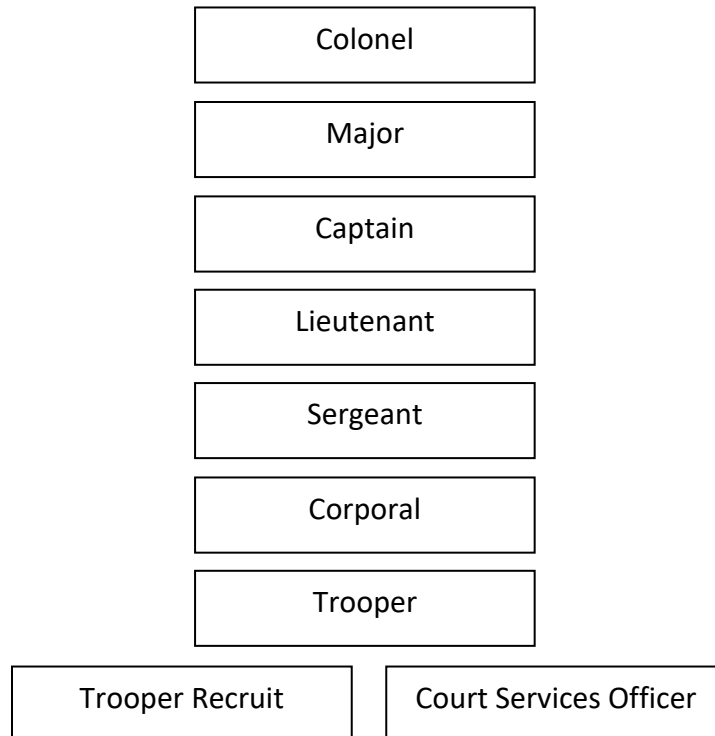 Colonel
Major
Captain
Lieutenant
Sergeant
Corporal
Trooper
Trooper Recruit
Court Services Officer